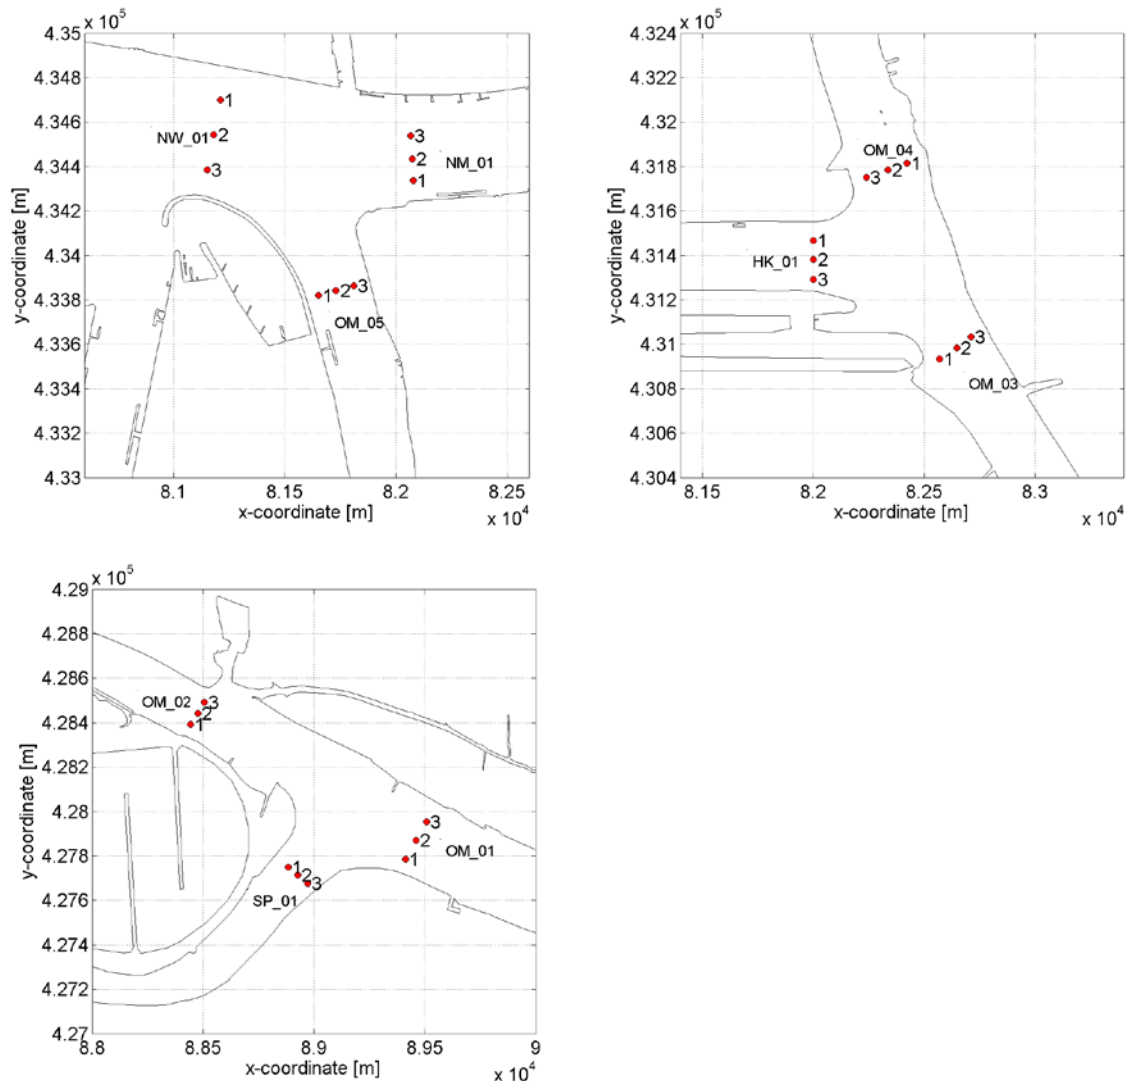 x 10^5
4.35
4.348
4.346
4.344
4.342
4.34
4.338
4.336
4.334
4.332
4.33
y-coordinate [m]
1
NW_01 2
3
3
2 NM_01
1
1 2 3
OM_05
8.1 8.15 8.2 8.25
x-coordinate [m]
x 10^4
x 10^5
4.324
4.322
4.32
4.318
4.316
4.314
4.312
4.31
4.308
4.306
4.304
y-coordinate [m]
OM_04
3 2 1
1
HK_01 2
3
1 2 3
OM_03
8.15 8.2 8.25 8.3
x-coordinate [m]
x 10^4
x 10^5
4.29
4.288
4.286
4.284
4.282
4.28
4.278
4.276
4.274
4.272
4.27
y-coordinate [m]
OM_02 3
2
1
3
2
1
OM_01
1
2
3
SP_01
8.8 8.85 8.9 8.95 9
x-coordinate [m]
x 10^4